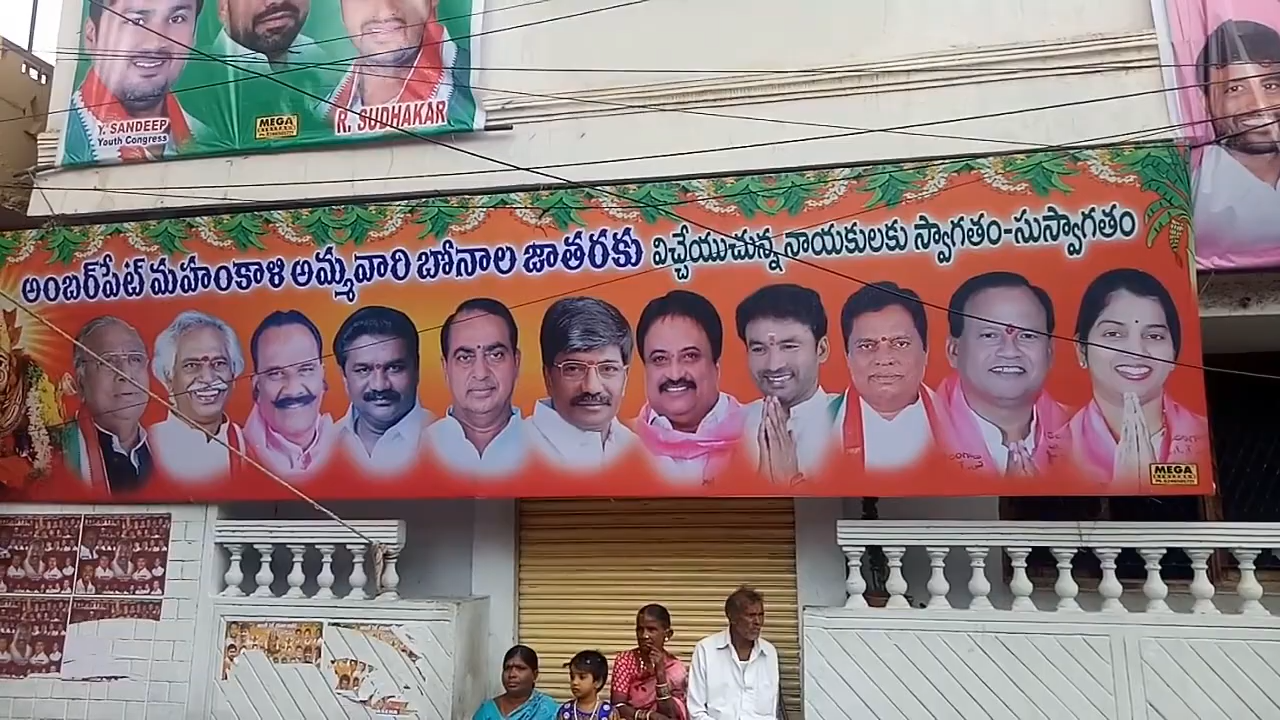 Y. SANDEEP
Youth Congress
MEGA
R. SUDHAKAR
అంబర్‌పేట్ మహంకాళి అమ్మవారి బోనాల జాతరకు విచ్చేయుచున్న నాయకులకు స్వాగతం-సుస్వాగతం
MEGA